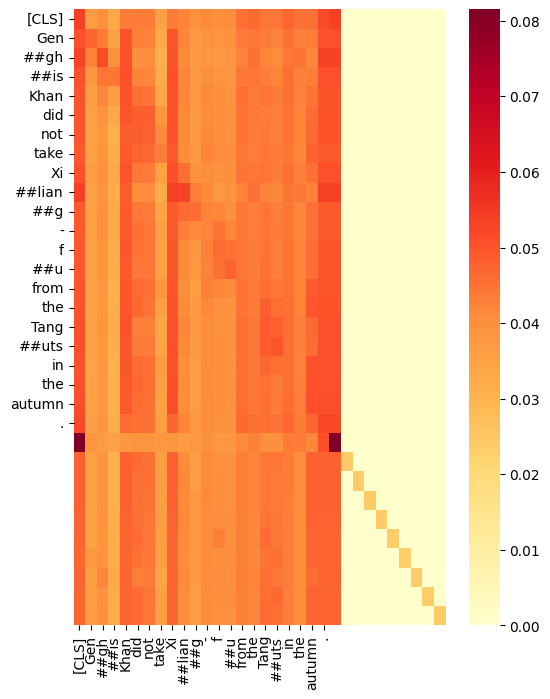 [CLS]
Gen
##gh
##is
Khan
did
not
take
Xi
##lian
##g
-
f
##u
from
the
Tang
##uts
in
the
autumn
.
0.08
0.07
0.06
0.05
0.04
0.03
0.02
0.01
0.00
[CLS]
Gen
##gh
##is
Khan
did
not
take
Xi
##lian
##g
-
f
##u
from
the
Tang
##uts
in
the
autumn
.